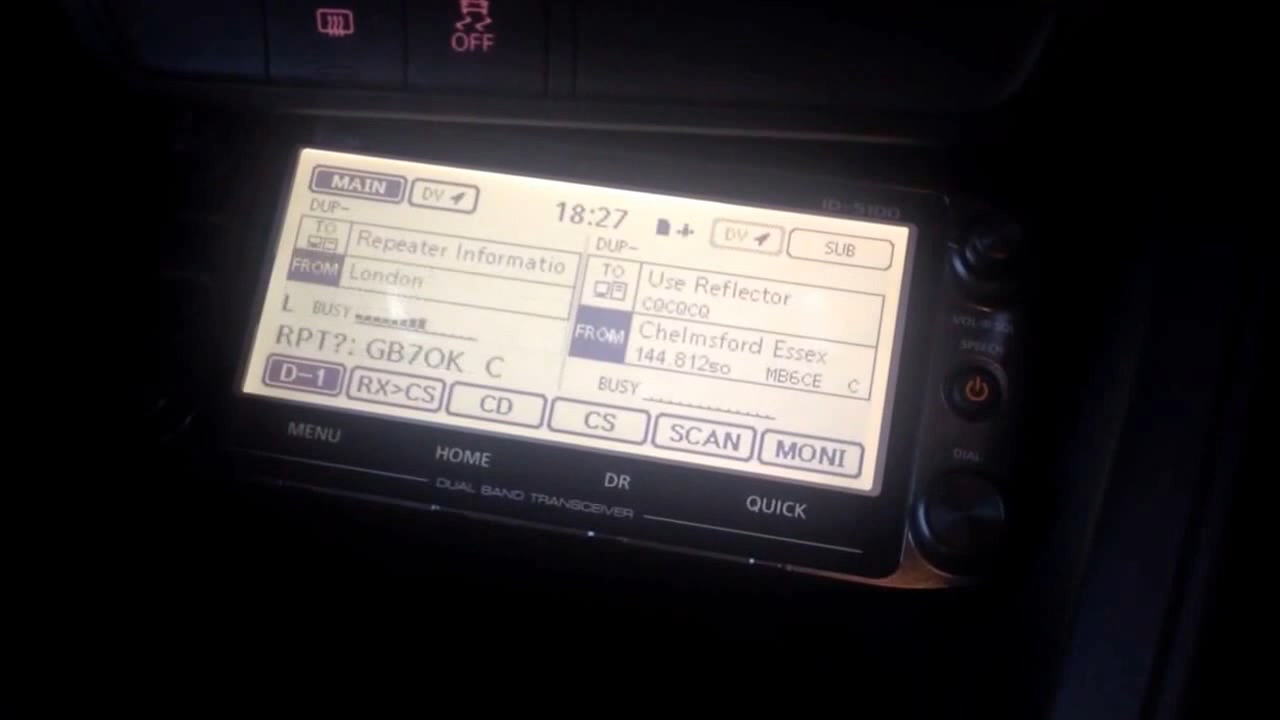 OFF
ID-5100
MAIN
DV
18:27
DV
SUB
DUP-
TO
Repeater Informatio
FROM
London
L
BUSY
RPT?: GB7OK C
DUP-
TO
Use Reflector
CQCQCQ
FROM
Chelmsford Essex
144.81250 MB6CE C
BUSY
D-1
RX>CS
CD
CS
SCAN
MONI
MENU
HOME
DR
QUICK
DUAL BAND TRANSCEIVER
SPEECH
DIAL